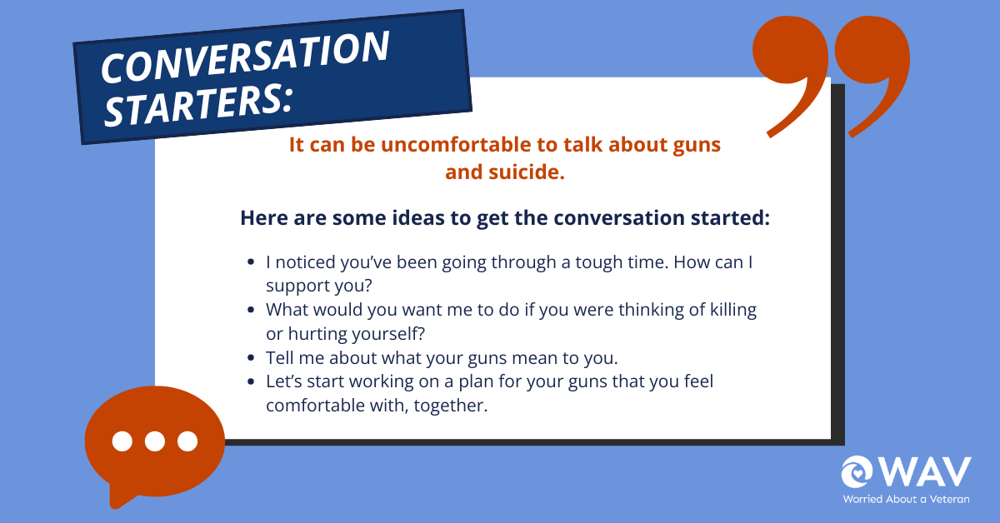 CONVERSATION
STARTERS:
It can be uncomfortable to talk about guns
and suicide.
Here are some ideas to get the conversation started:
• I noticed you’ve been going through a tough time. How can I
support you?
• What would you want me to do if you were thinking of killing
or hurting yourself?
• Tell me about what your guns mean to you.
• Let’s start working on a plan for your guns that you feel
comfortable with, together.
WAV
Worried About a Veteran